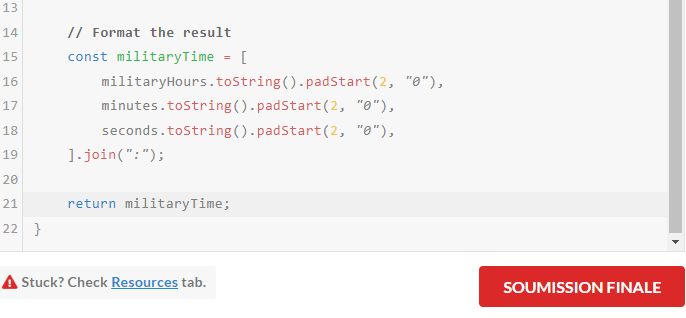 13
14 // Format the result
15 const militaryTime = [
16 militaryHours.toString().padStart(2, "0"),
17 minutes.toString().padStart(2, "0"),
18 seconds.toString().padStart(2, "0"),
19 ].join(":");
20
21 return militaryTime;
22 }
Stuck? Check Resources tab.
SOUMISSION FINALE